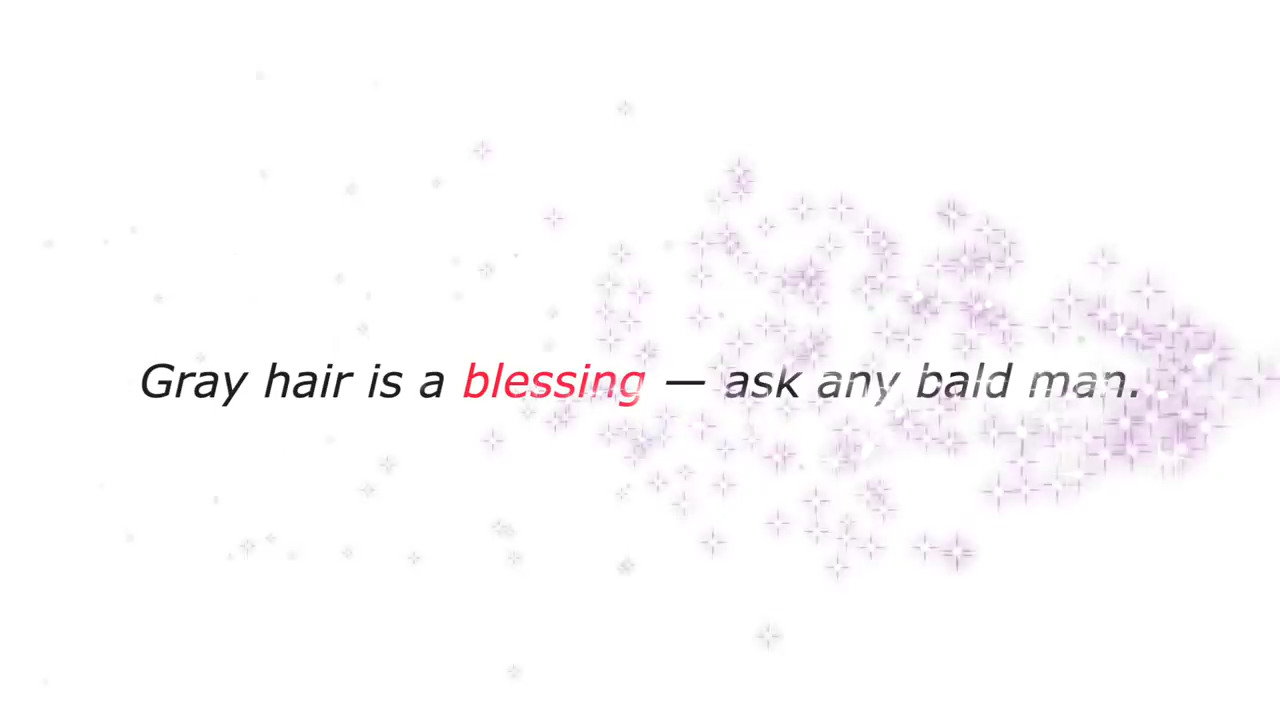 Gray hair is a blessing — ask any bald man.